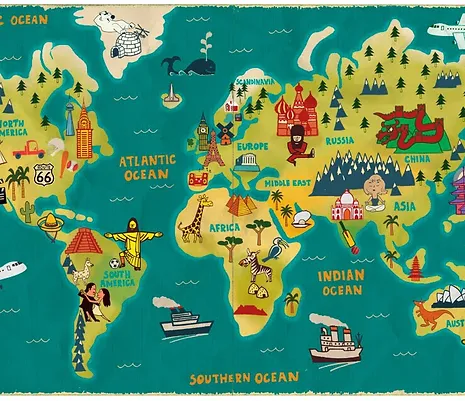 C OCEAN
SCANDINAVIA
NORTH
AMERICA
ROUTE
66
ATLANTIC
OCEAN
EUROPE
RUSSIA
CHINA
MIDDLE EAST
ASIA
AFRICA
SOUTH
AMERICA
INDIAN
OCEAN
AUST
SOUTHERN OCEAN